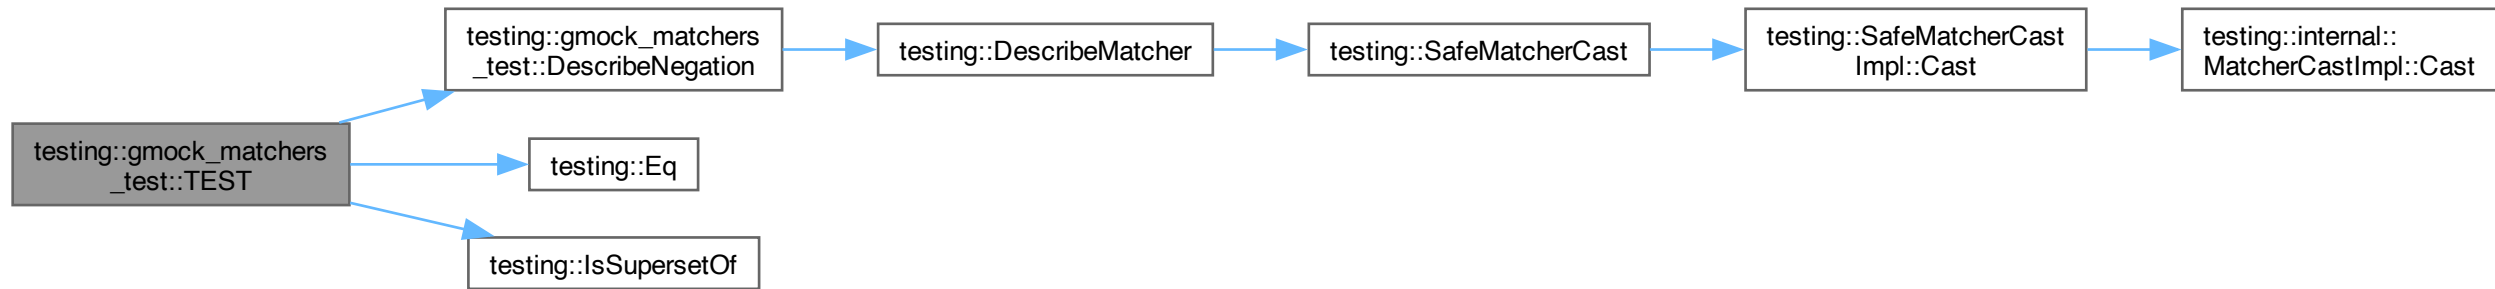 testing::gmock_matchers
_test::TEST
testing::gmock_matchers
_test::DescribeNegation
testing::DescribeMatcher
testing::SafeMatcherCast
testing::SafeMatcherCast
Impl::Cast
testing::internal::
MatcherCastImpl::Cast
testing::Eq
testing::IsSupersetOf